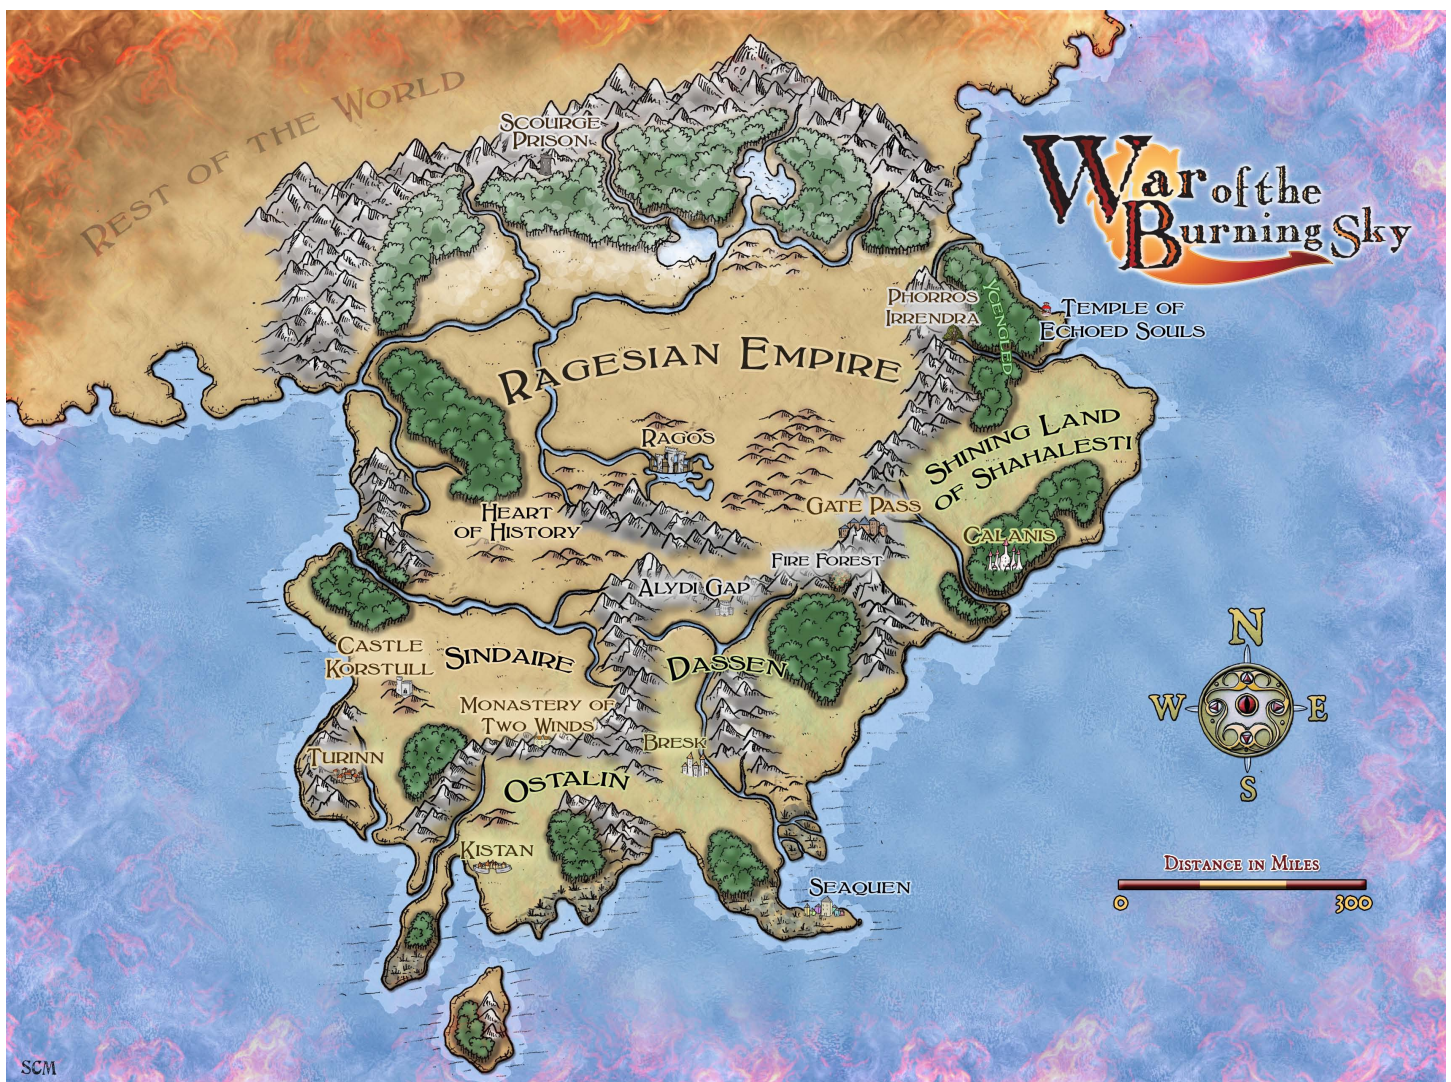 Rest of the World
Scourge
Prison
War of the
Burning Sky
Phorros
Irrendra
Ycengled
Temple of
Echoed Souls
Ragesian Empire
Shining Land
of Shahalesti
Ragos
Heart
of History
Gate Pass
Calanis
Fire Forest
Alydi Gap
Castle
Korstull
Sindaire
Dassen
Monastery of
Two Winds
Bresk
Turinn
Ostalin
Kistan
Seaquen
N
W
E
S
Distance in Miles
0
300
SCM